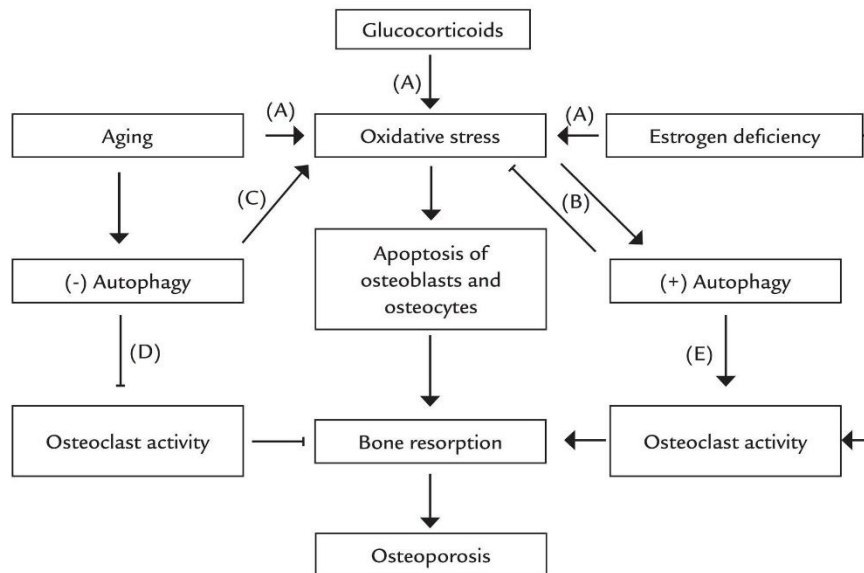 Glucocorticoids
(A)
(A)
(A)
Aging
Oxidative stress
Estrogen deficiency
(C)
(B)
Apoptosis of
osteoblasts and
osteocytes
(-) Autophagy
(+) Autophagy
(D)
(E)
Osteoclast activity
Bone resorption
Osteoclast activity
Osteoporosis